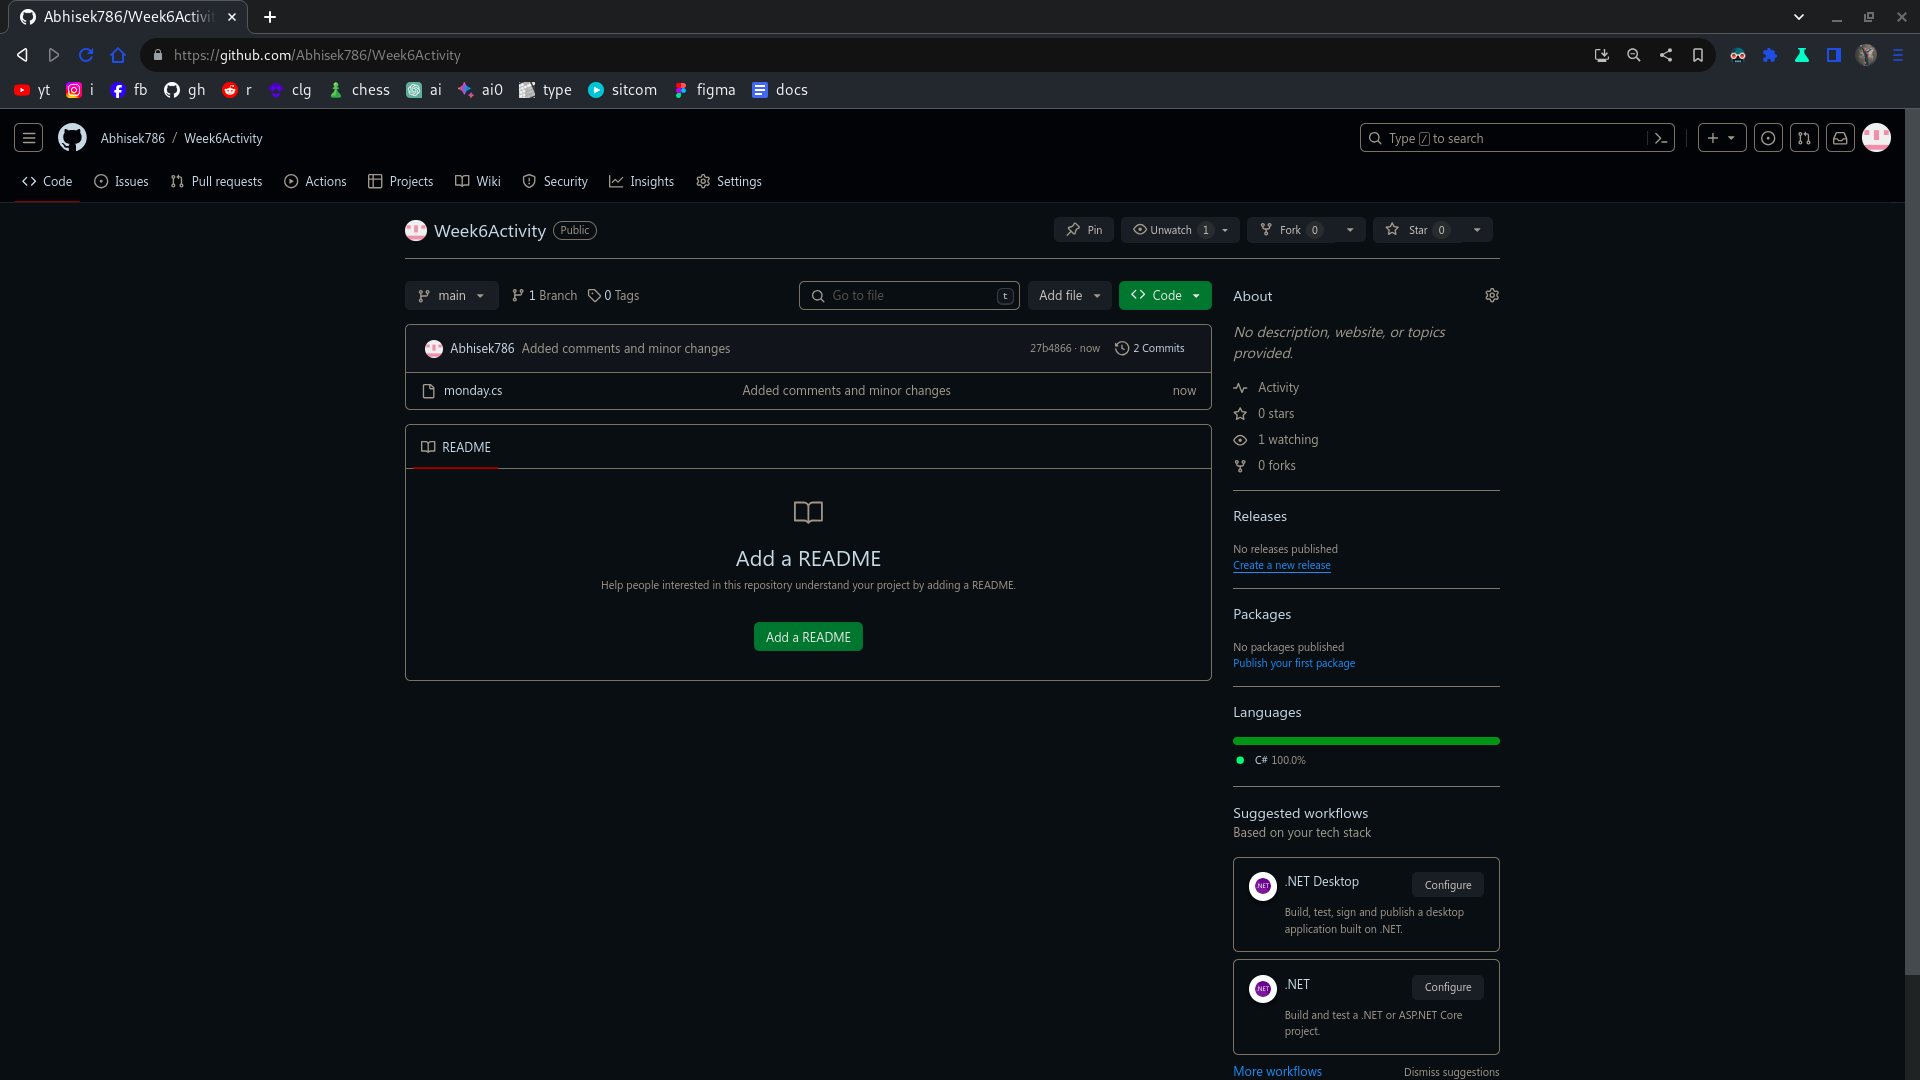 Abhisek786/Week6Activit
https://github.com/Abhisek786/Week6Activity
yt i fb gh r clg chess ai ai0 type sitcom figma docs
Abhisek786 / Week6Activity
Type / to search
Code Issues Pull requests Actions Projects Wiki Security Insights Settings
Week6Activity Public
Pin Unwatch 1 Fork 0 Star 0
main 1 Branch 0 Tags Go to file t Add file Code
Abhisek786 Added comments and minor changes 27b4866 · now 2 Commits
monday.cs Added comments and minor changes now
README
Add a README
Help people interested in this repository understand your project by adding a README.
Add a README
About
No description, website, or topics
provided.
Activity
0 stars
1 watching
0 forks
Releases
No releases published
Create a new release
Packages
No packages published
Publish your first package
Languages
C# 100.0%
Suggested workflows
Based on your tech stack
.NET
.NET Desktop Configure
Build, test, sign and publish a desktop
application built on .NET.
.NET
.NET Configure
Build and test a .NET or ASP.NET Core
project.
More workflows Dismiss suggestions